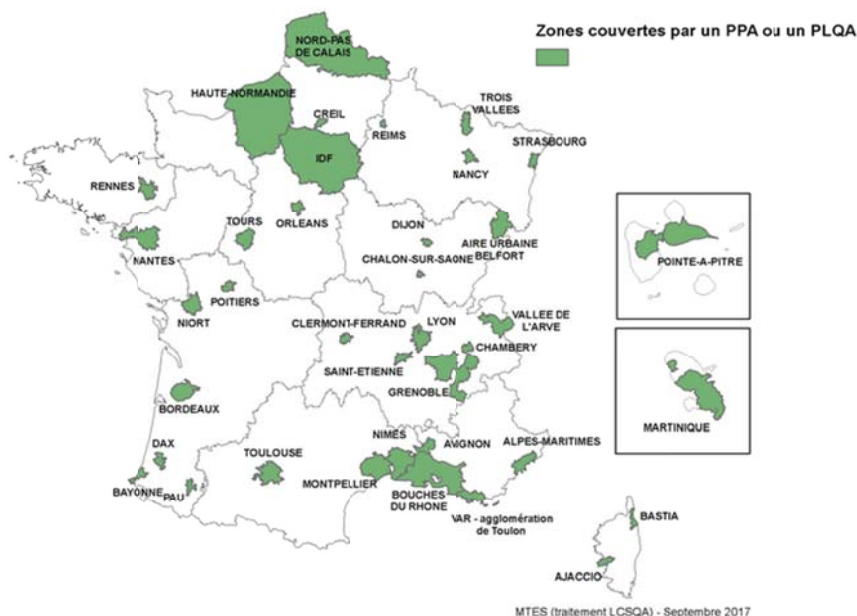 Zones couvertes par un PPA ou un PLQA
NORD-PAS
DE CALAIS
HAUTE-NORMANDIE
CREIL
REIMS
TROIS
VALLEES
STRASBOURG
IDF
NANCY
RENNES
ORLEANS
TOURS
DIJON
AIRE URBAINE
BELFORT
CHALON-SUR-SAONE
NANTES
POITIERS
NIORT
POINTE-A-PITRE
CLERMONT-FERRAND
LYON
VALLEE DE
L'ARVE
CHAMBERY
SAINT-ETIENNE
GRENOBLE
BORDEAUX
MARTINIQUE
DAX
TOULOUSE
NIMES
AVIGNON
ALPES-MARITIMES
BAYONNE
PAU
MONTPELLIER
BOUCHES
DU RHONE
VAR - agglomération
de Toulon
BASTIA
AJACCIO
MTES (traitement LCSQA) - Septembre 2017